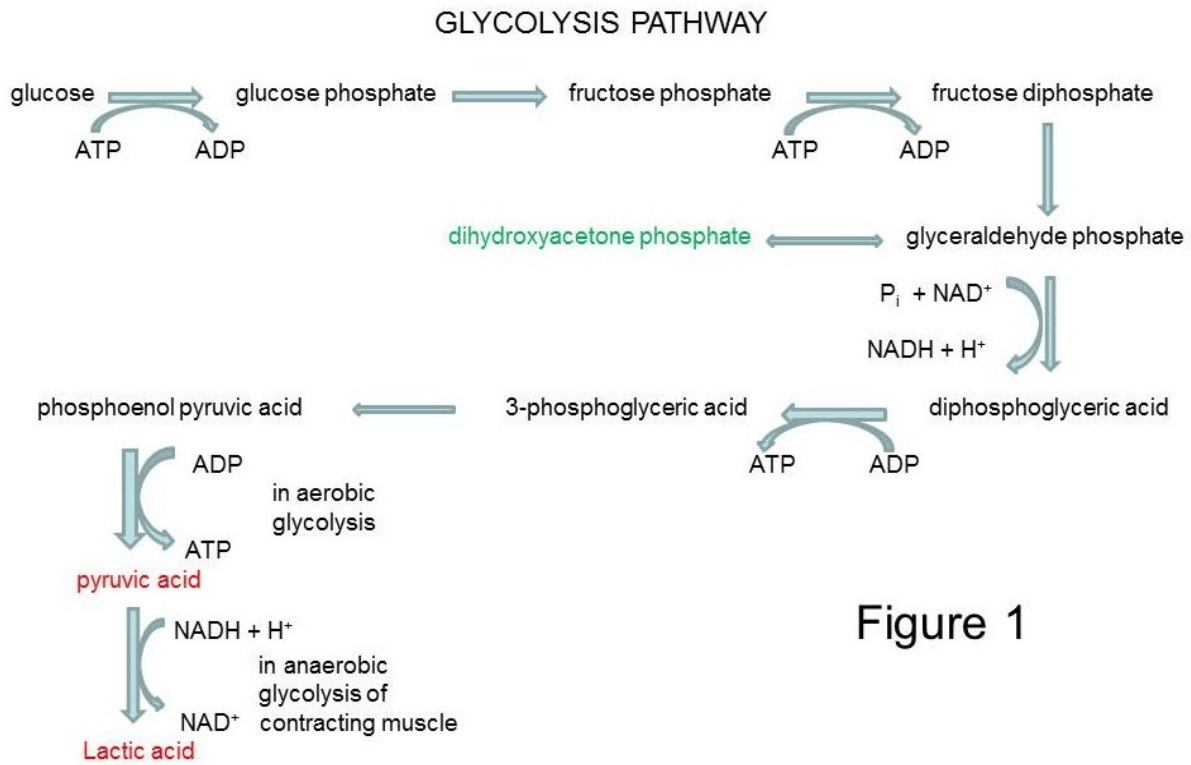 GLYCOLYSIS PATHWAY
glucose glucose phosphate fructose phosphate fructose diphosphate
ATP ADP ATP ADP
dihydroxyacetone phosphate glyceraldehyde phosphate
Pi + NAD+
NADH + H+
phosphoenol pyruvic acid 3-phosphoglyceric acid diphosphoglyceric acid
ADP ATP ADP
in aerobic
glycolysis
ATP
pyruvic acid
Figure 1
NADH + H+
in anaerobic
glycolysis of
NAD+ contracting muscle
Lactic acid